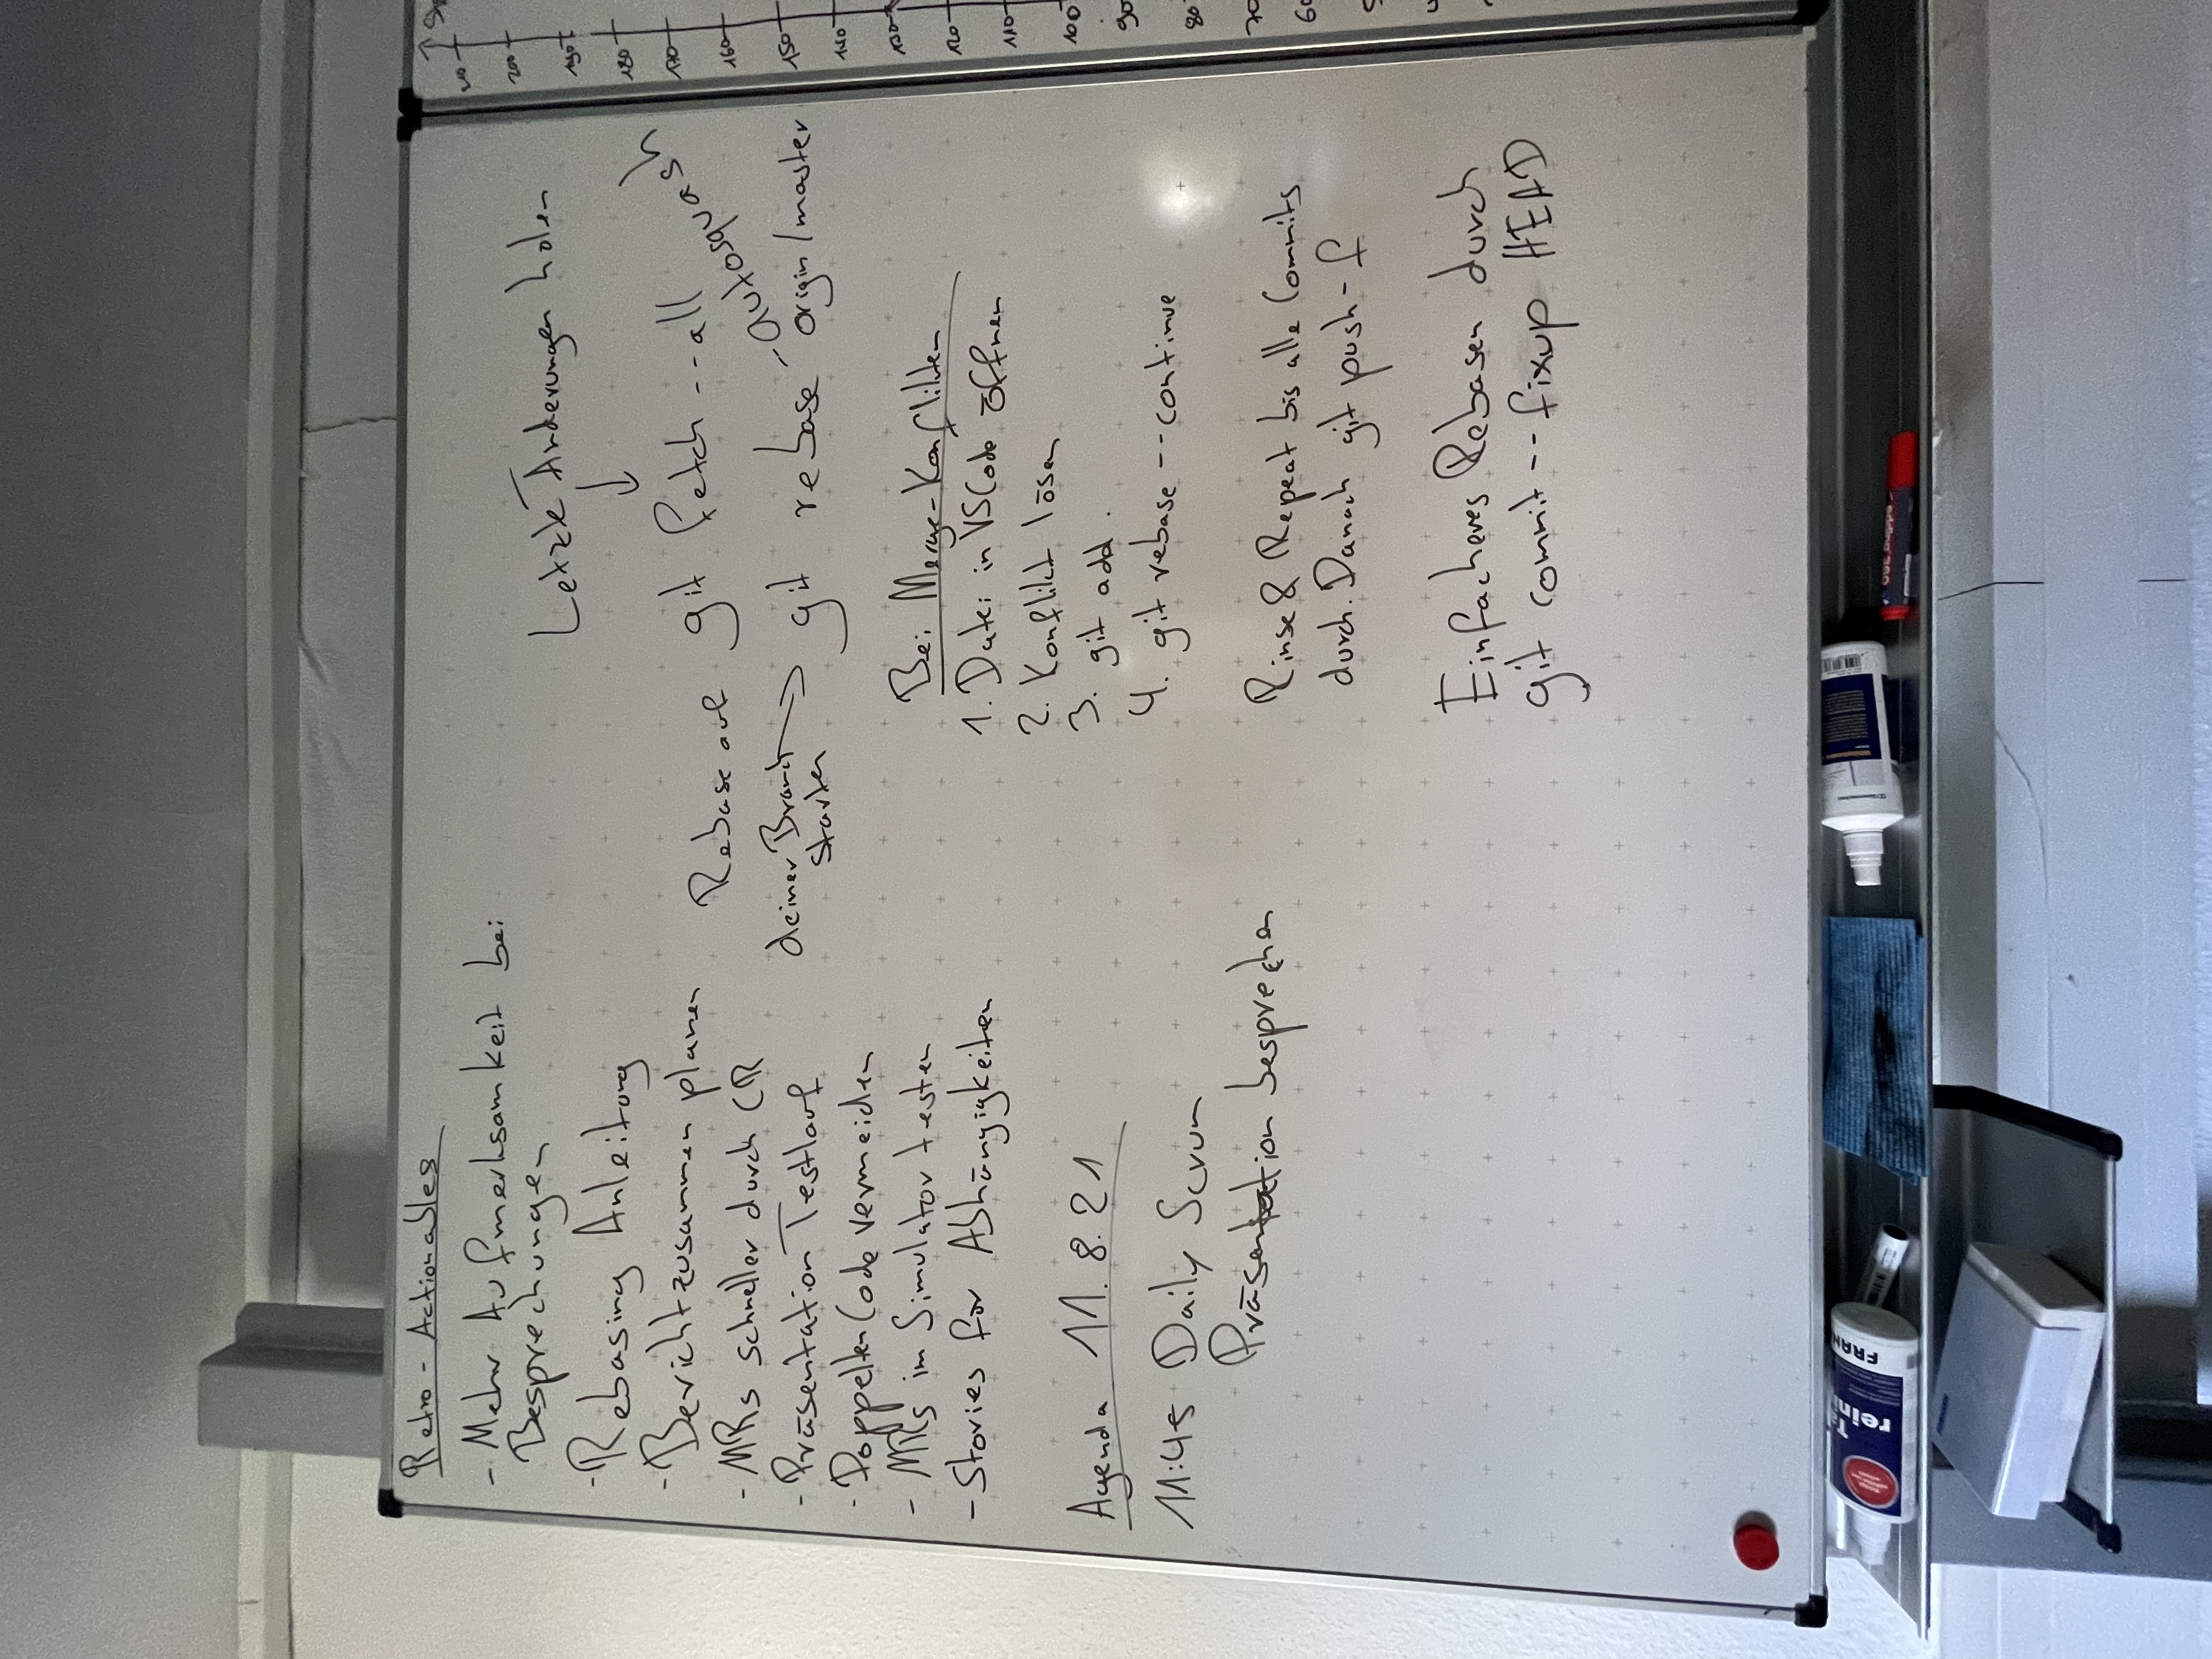 Retro - Actionables
- Mehr Aufmerksamkeit bei
Besprechungen
- Rebasing Anleitung
- Berichtzusammen planen
- MRs schneller durch CR
- Präsentation Testlauf
- Doppelten Code vermeiden
- MRs im Simulator testen
- Stories für Abhängigkeiten
Agenda 11.8.21
11:45 Daily Scrum
Präsentation besprechen
Letzte Änderungen holen
git fetch --all
Rebase auf
deiner Branch
starten
git rebase -autosquash origin/master
Bei Merge-Konflikten
1. Datei in VSCode öffnen
2. Konflikt lösen
3. git add .
4. git rebase --continue
Rinse & Repeat bis alle Commits
durch. Danach git push -f
Einfacheres Rebasen durch
git commit --fixup HEAD
210
200
190
180
170
160
150
140
130
120
110
100
90
80
70
60
rein
FRAN
edding 360